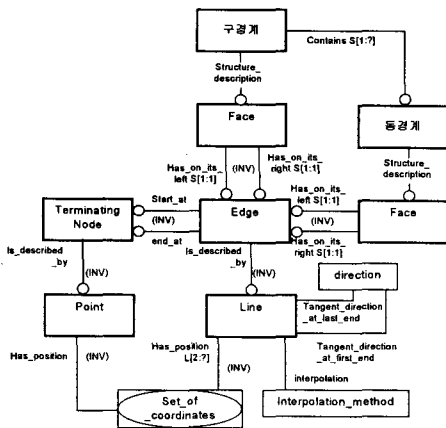 구경계
Contains S[1:?]
Structure_
description
Face
동경계
Has_on_its_
left S[1:1]
(INV)
Has_on_its_
right S[1:1]
Structure_
description
Terminating
Node
Start_at
(INV)
end_at
Edge
Has_on_its_
left S[1:1]
(INV)
Has_on_its_
right S[1:1]
Face
Is_described
_by
(INV)
Is_described
_by
(INV)
direction
Point
Line
Tangent_direction
_at_last_end
Has_position
(INV)
Has_position
L[2:?]
(INV)
Tangent_direction
_at_first_end
interpolation
Set_of
_coordinates
Interpolation_method